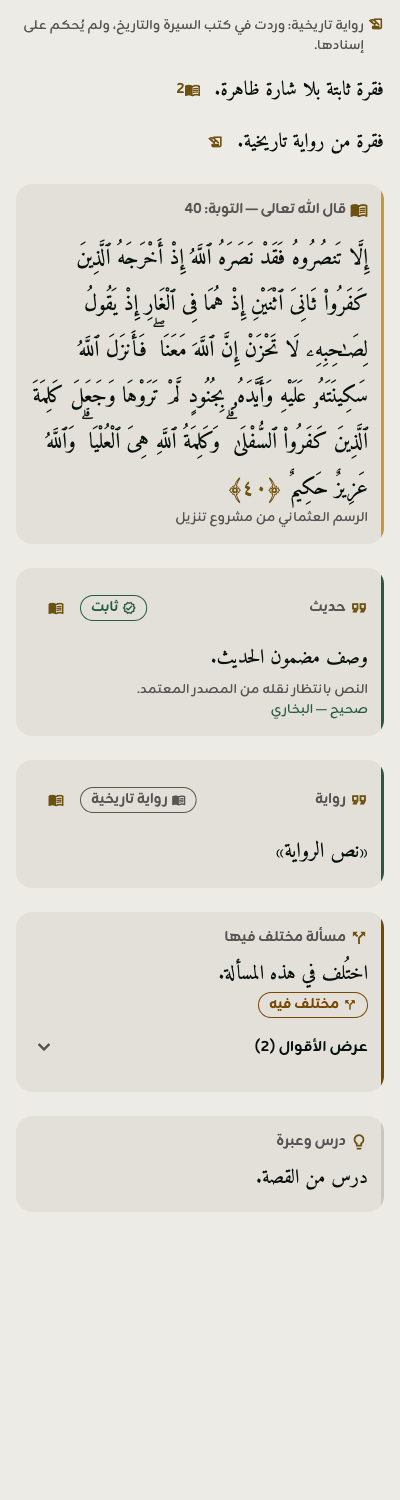 رواية تاريخية: وردت في كتب السيرة والتاريخ، ولم يُحكم على
إسنادها.
فقرة ثابتة بلا شارة ظاهرة. 2
فقرة من رواية تاريخية.
قال الله تعالى — التوبة: 40
إِلَّا تَنصُرُوهُ فَقَدْ نَصَرَهُ ٱللَّهُ إِذْ أَخْرَجَهُ ٱلَّذِينَ
كَفَرُوا۟ ثَانِىَ ٱثْنَيْنِ إِذْ هُمَا فِى ٱلْغَارِ إِذْ يَقُولُ
لِصَـٰحِبِهِۦ لَا تَحْزَنْ إِنَّ ٱللَّهَ مَعَنَا ۖ فَأَنزَلَ ٱللَّهُ
سَكِينَتَهُۥ عَلَيْهِ وَأَيَّدَهُۥ بِجُنُودٍ لَّمْ تَرَوْهَا وَجَعَلَ كَلِمَةَ
ٱلَّذِينَ كَفَرُوا۟ ٱلسُّفْلَىٰ ۗ وَكَلِمَةُ ٱللَّهِ هِىَ ٱلْعُلْيَا ۗ وَٱللَّهُ
عَزِيزٌ حَكِيمٌ ﴿٤٠﴾
الرسم العثماني من مشروع تنزيل
حديث ثابت
وصف مضمون الحديث.
النص بانتظار نقله من المصدر المعتمد.
صحيح — البخاري
رواية رواية تاريخية
«نص الرواية»
مسألة مختلف فيها
اختُلف في هذه المسألة.
مختلف فيه
عرض الأقوال (2)
درس وعبرة
درس من القصة.